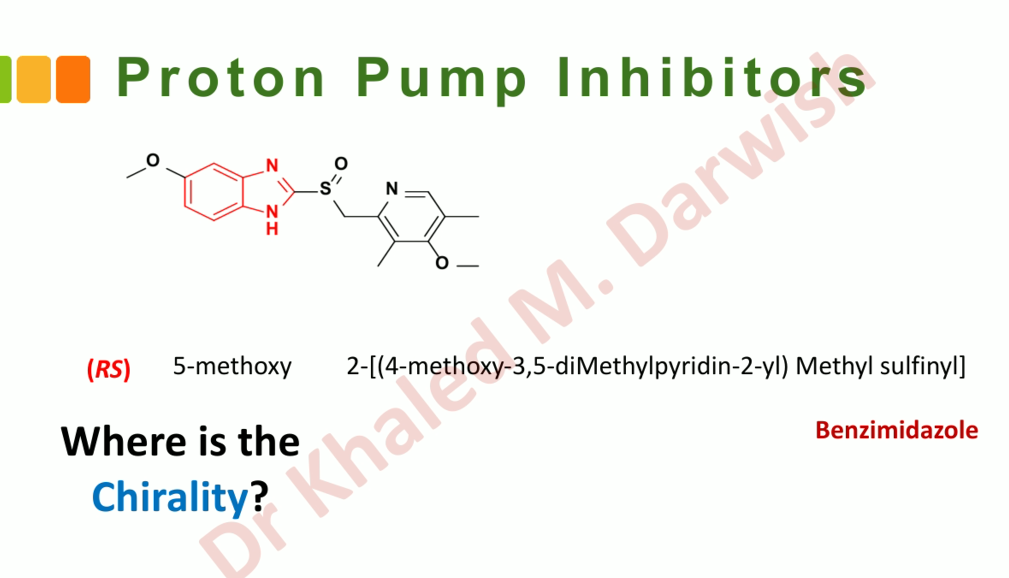 Proton Pump Inhibitors
O
N
N
H
S
O
N
O
(RS) 5-methoxy 2-[(4-methoxy-3,5-diMethylpyridin-2-yl) Methyl sulfinyl]
Benzimidazole
Where is the
Chirality?
Dr Khaled M. Darwish